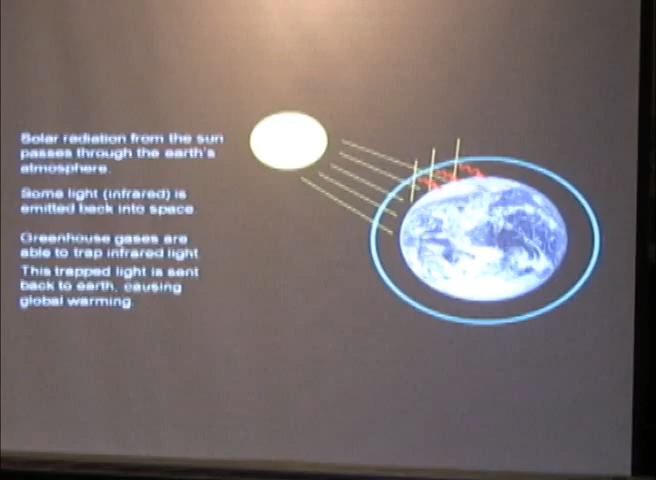 Solar radiation from the sun
passes through the earth's
atmosphere.
Some light (infrared) is
emitted back into space.
Greenhouse gases are
able to trap infrared light
This trapped light is sent
back to earth, causing
global warming.